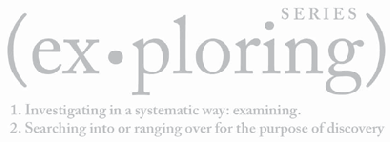 SERIES
(ex•ploring)
1. Investigating in a systematic way: examining.
2. Searching into or ranging over for the purpose of discovery